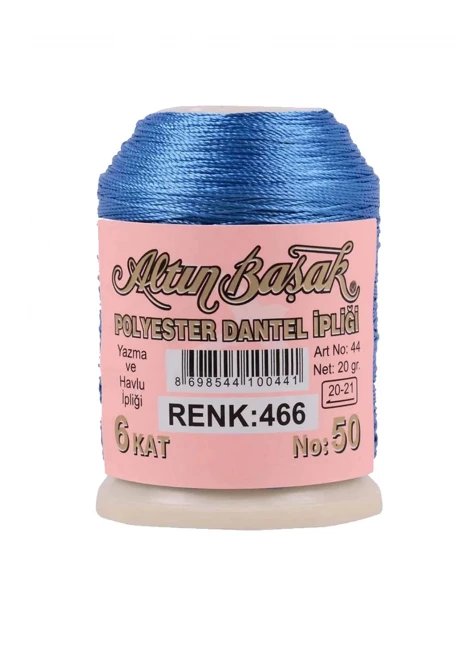 Altın Başak®
POLYESTER DANTEL İPLİĞİ
Yazma
ve
Havlu
İpliği
8 698544 100441
Art No: 44
Net: 20 gr.
20-21
RENK:466
6 KAT
No: 50